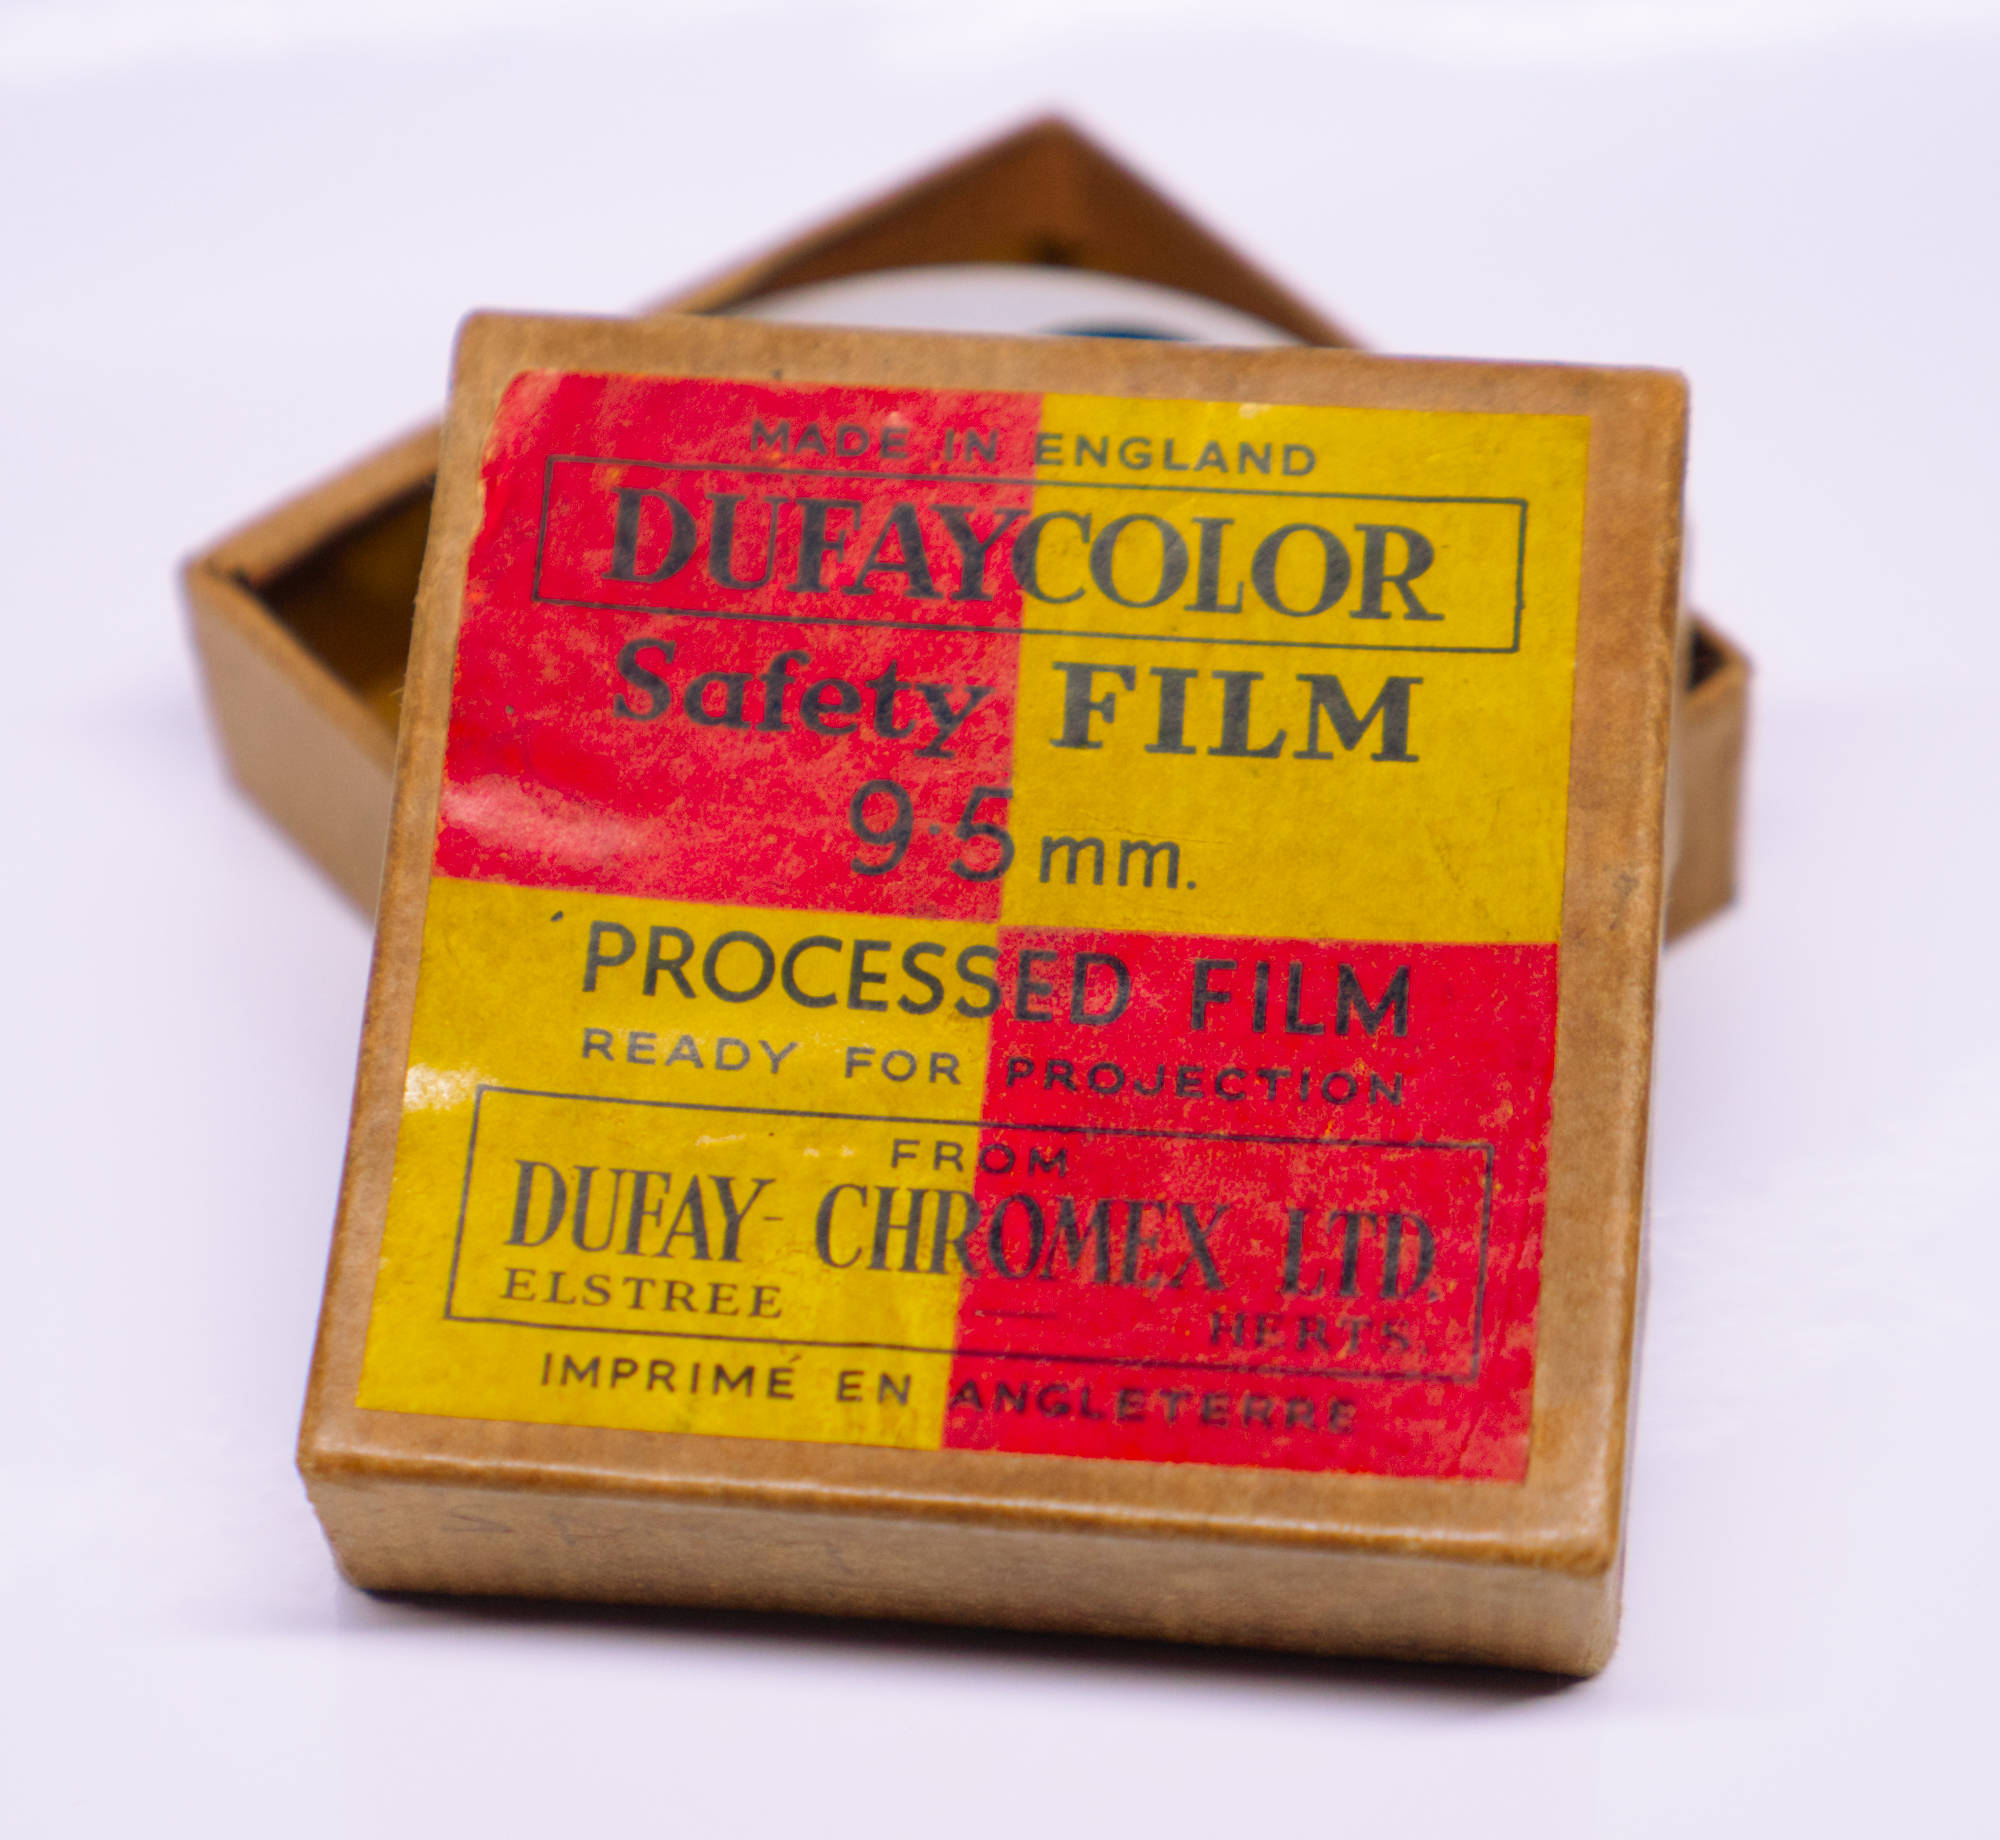 MADE IN ENGLAND
DUFAYCOLOR
Safety FILM
9·5 mm.
PROCESSED FILM
READY FOR PROJECTION
FROM
DUFAY-CHROMEX LTD.
ELSTREE — HERTS.
IMPRIMÉ EN ANGLETERRE